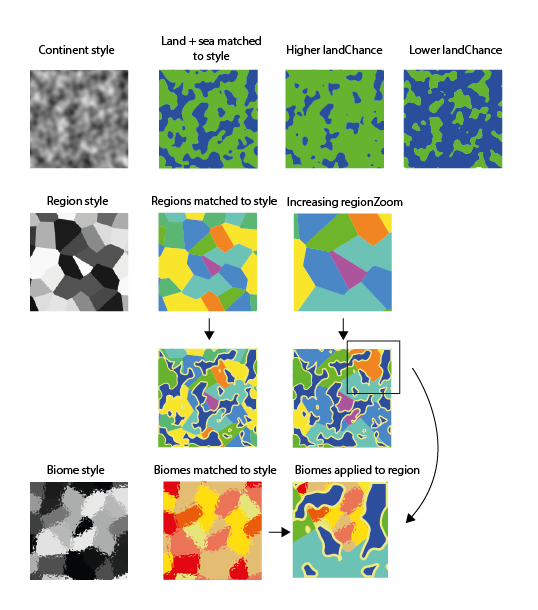 Continent style
Land + sea matched
to style
Higher landChance
Lower landChance
Region style
Regions matched to style
Increasing regionZoom
Biome style
Biomes matched to style
Biomes applied to region